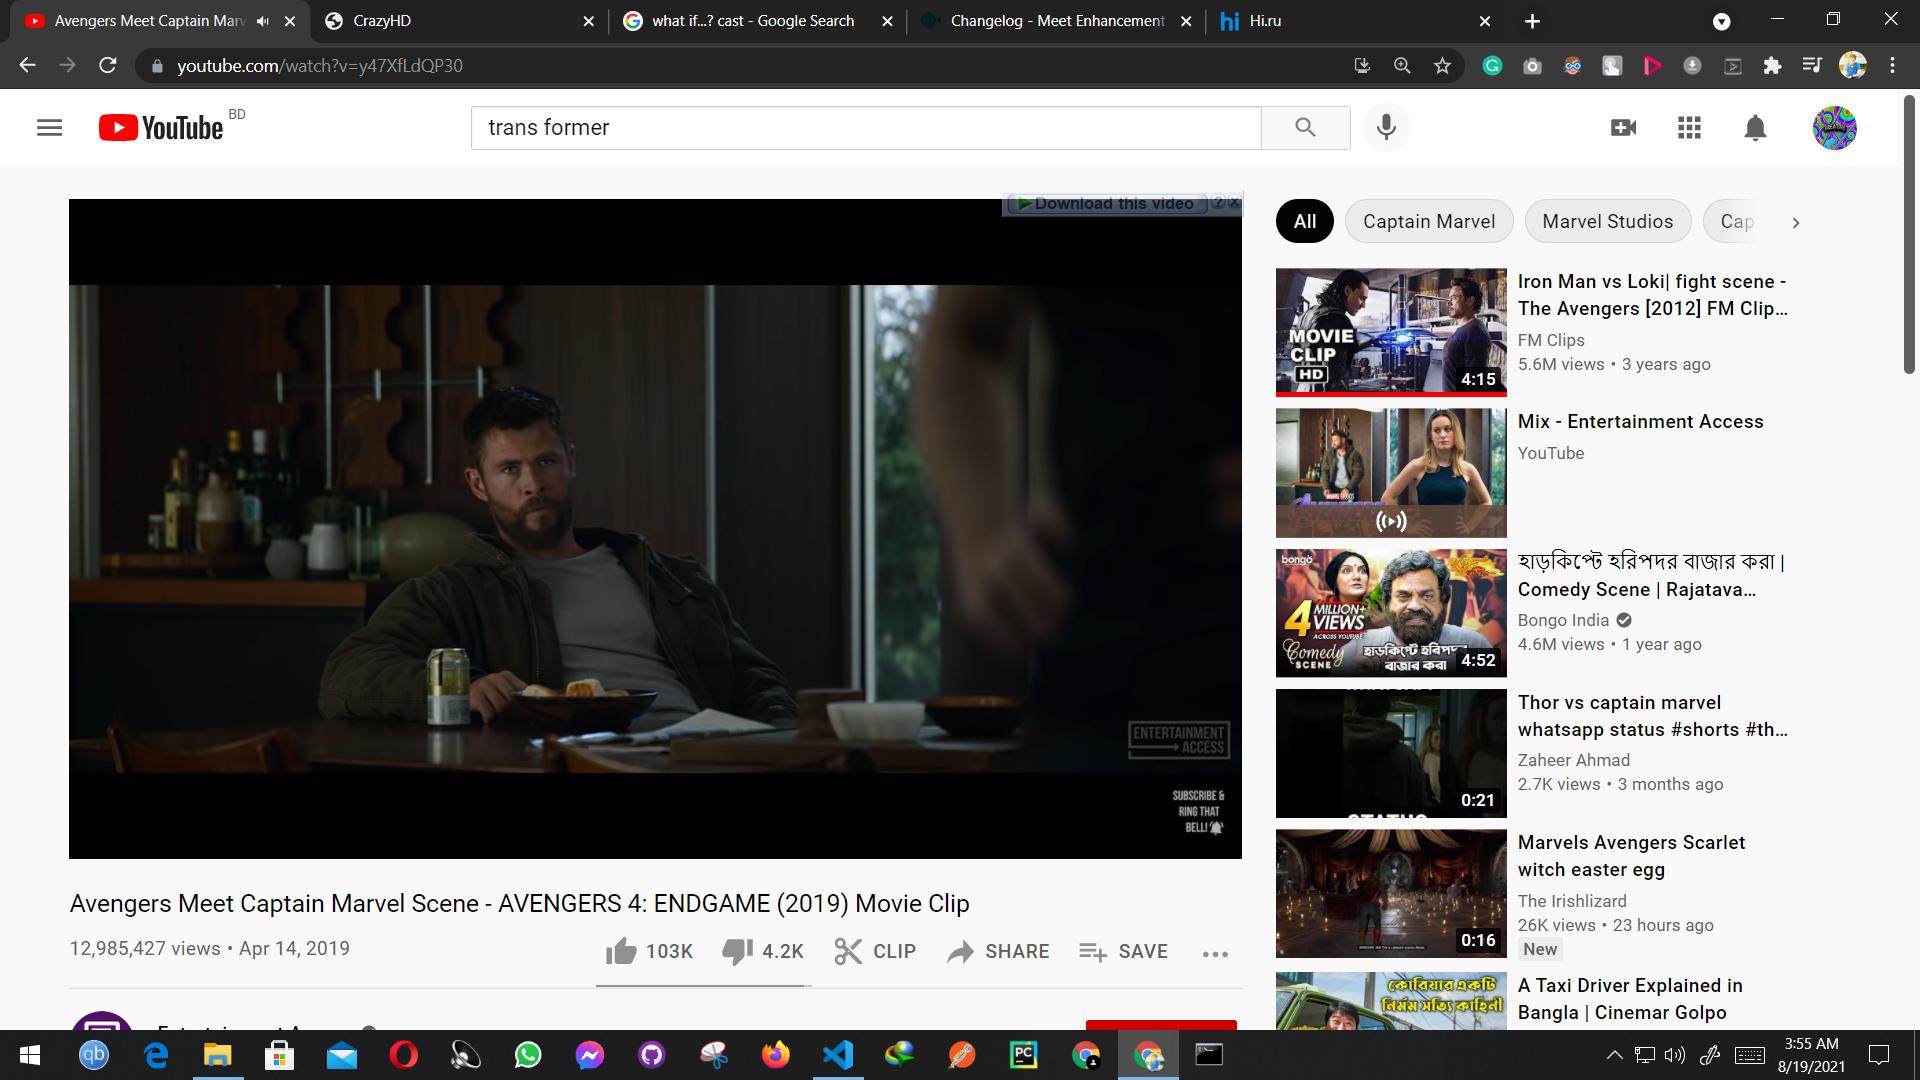 Avengers Meet Captain Marv
CrazyHD
what if...? cast - Google Search
Changelog - Meet Enhancement
hi Hi.ru
youtube.com/watch?v=y47XfLdQP30
YouTube BD
trans former
Download this video ? x
All
Captain Marvel
Marvel Studios
Cap
MOVIE
CLIP
HD
4:15
Iron Man vs Loki| fight scene -
The Avengers [2012] FM Clip...
FM Clips
5.6M views • 3 years ago
Mix - Entertainment Access
YouTube
bongo
4 MILLION+
VIEWS
ACROSS YOUTUBE
Comedy
SCENE
হাড়কিপ্টে হরিপদর
বাজার করা
4:52
হাড়কিপ্টে হরিপদর বাজার করা |
Comedy Scene | Rajatava...
Bongo India
4.6M views • 1 year ago
STATUS
0:21
Thor vs captain marvel
whatsapp status #shorts #th...
Zaheer Ahmad
2.7K views • 3 months ago
0:16
Marvels Avengers Scarlet
witch easter egg
The Irishlizard
26K views • 23 hours ago
New
কোরিয়ার একটি
নির্মম সত্যি কাহিনী
A Taxi Driver Explained in
Bangla | Cinemar Golpo
ENTERTAINMENT
ACCESS
SUBSCRIBE &
RING THAT
BELL!
Avengers Meet Captain Marvel Scene - AVENGERS 4: ENDGAME (2019) Movie Clip
12,985,427 views • Apr 14, 2019
103K
4.2K
CLIP
SHARE
SAVE
qb
PC
3:55 AM
8/19/2021